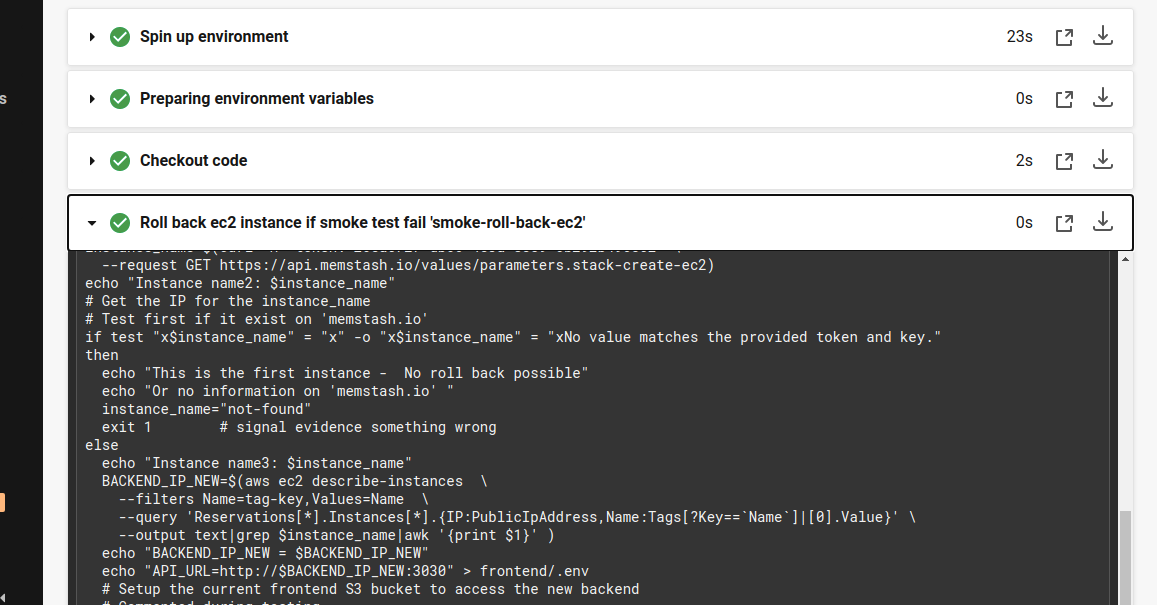 Spin up environment 23s
Preparing environment variables 0s
s
Checkout code 2s
Roll back ec2 instance if smoke test fail 'smoke-roll-back-ec2' 0s
--request GET https://api.memstash.io/values/parameters.stack-create-ec2)
echo "Instance name2: $instance_name"
# Get the IP for the instance_name
# Test first if it exist on 'memstash.io'
if test "x$instance_name" = "x" -o "x$instance_name" = "xNo value matches the provided token and key."
then
echo "This is the first instance -  No roll back possible"
echo "Or no information on 'memstash.io' "
instance_name="not-found"
exit 1        # signal evidence something wrong
else
echo "Instance name3: $instance_name"
BACKEND_IP_NEW=$(aws ec2 describe-instances  \
--filters Name=tag-key,Values=Name  \
--query 'Reservations[*].Instances[*].{IP:PublicIpAddress,Name:Tags[?Key==`Name`]|[0].Value}' \
--output text|grep $instance_name|awk '{print $1}' )
echo "BACKEND_IP_NEW = $BACKEND_IP_NEW"
echo "API_URL=http://$BACKEND_IP_NEW:3030" > frontend/.env
# Setup the current frontend S3 bucket to access the new backend
# Commented during testing